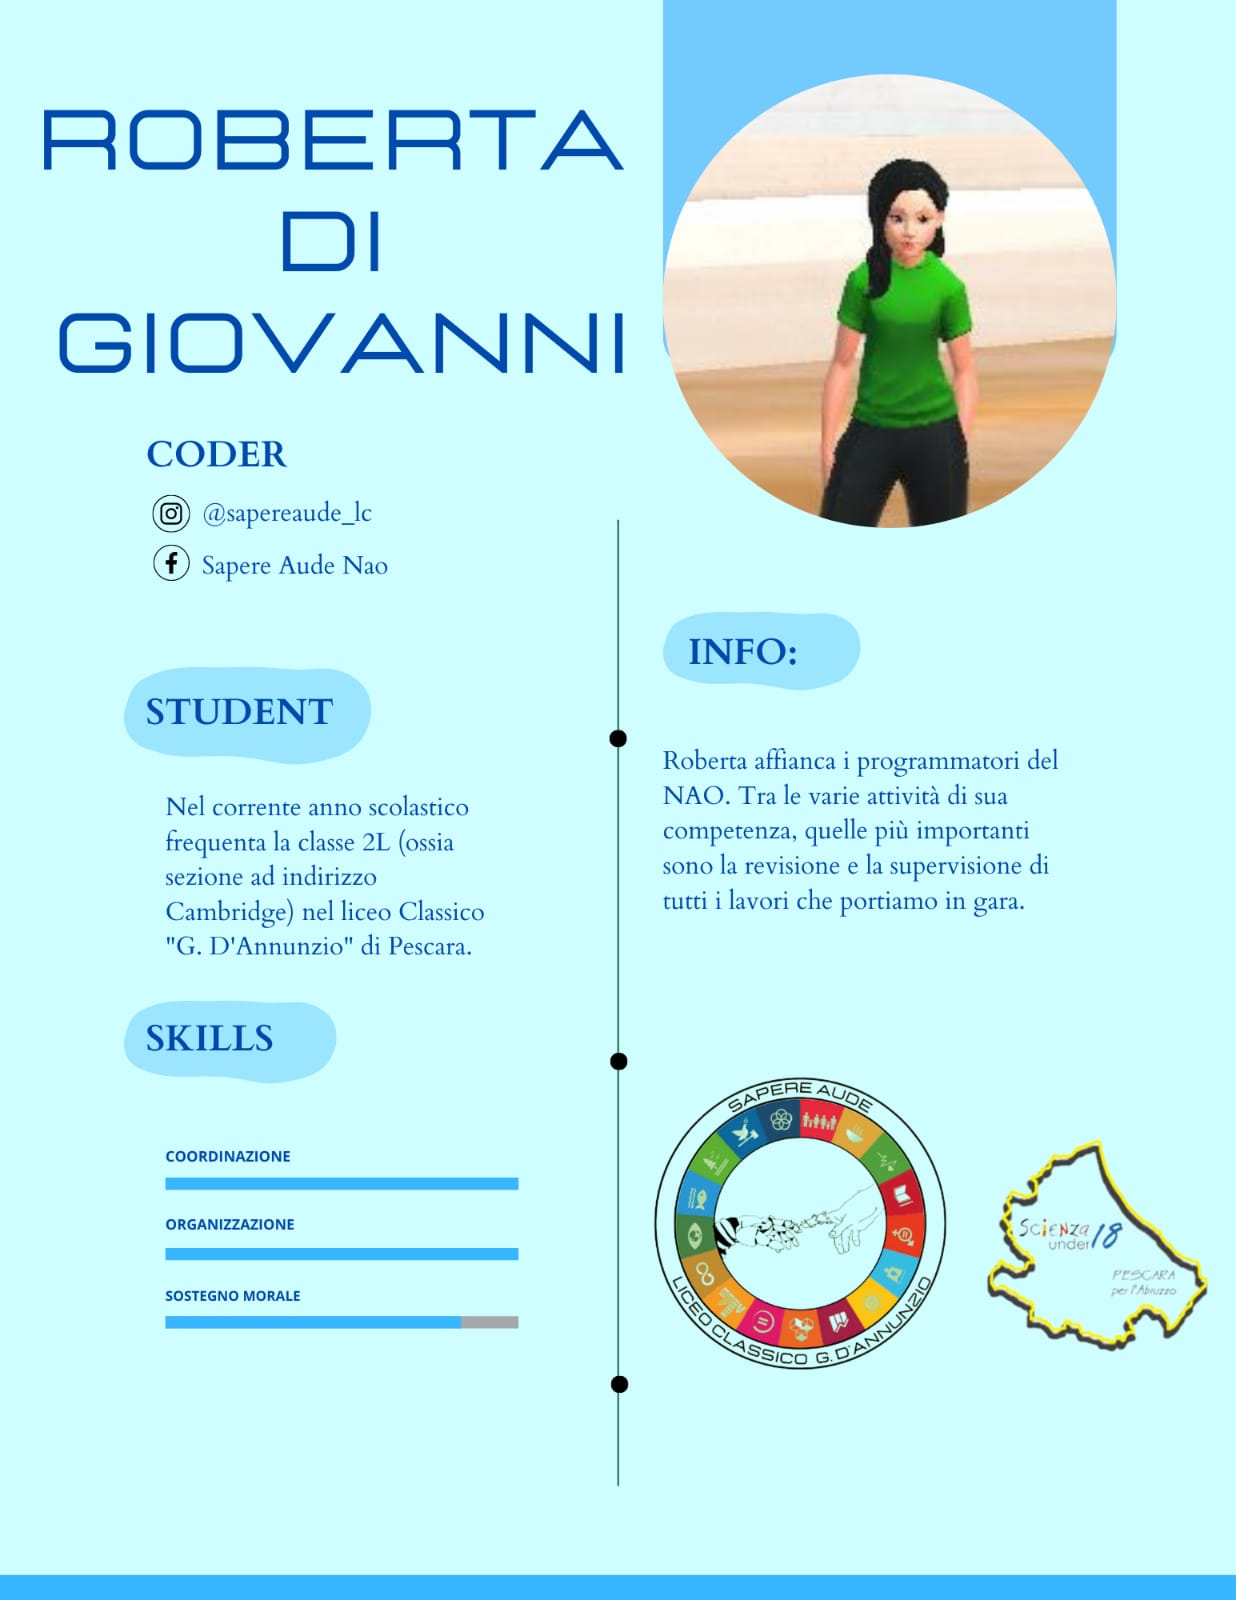 ROBERTA
DI
GIOVANNI
CODER
@sapereaude_lc
Sapere Aude Nao
STUDENT
Nel corrente anno scolastico
frequenta la classe 2L (ossia
sezione ad indirizzo
Cambridge) nel liceo Classico
"G. D'Annunzio" di Pescara.
SKILLS
COORDINAZIONE
ORGANIZZAZIONE
SOSTEGNO MORALE
INFO:
Roberta affianca i programmatori del
NAO. Tra le varie attività di sua
competenza, quelle più importanti
sono la revisione e la supervisione di
tutti i lavori che portiamo in gara.
SAPERE AUDE
LICEO CLASSICO G. D'ANNUNZIO
Scienza
under18
PESCARA
per l'Abruzzo